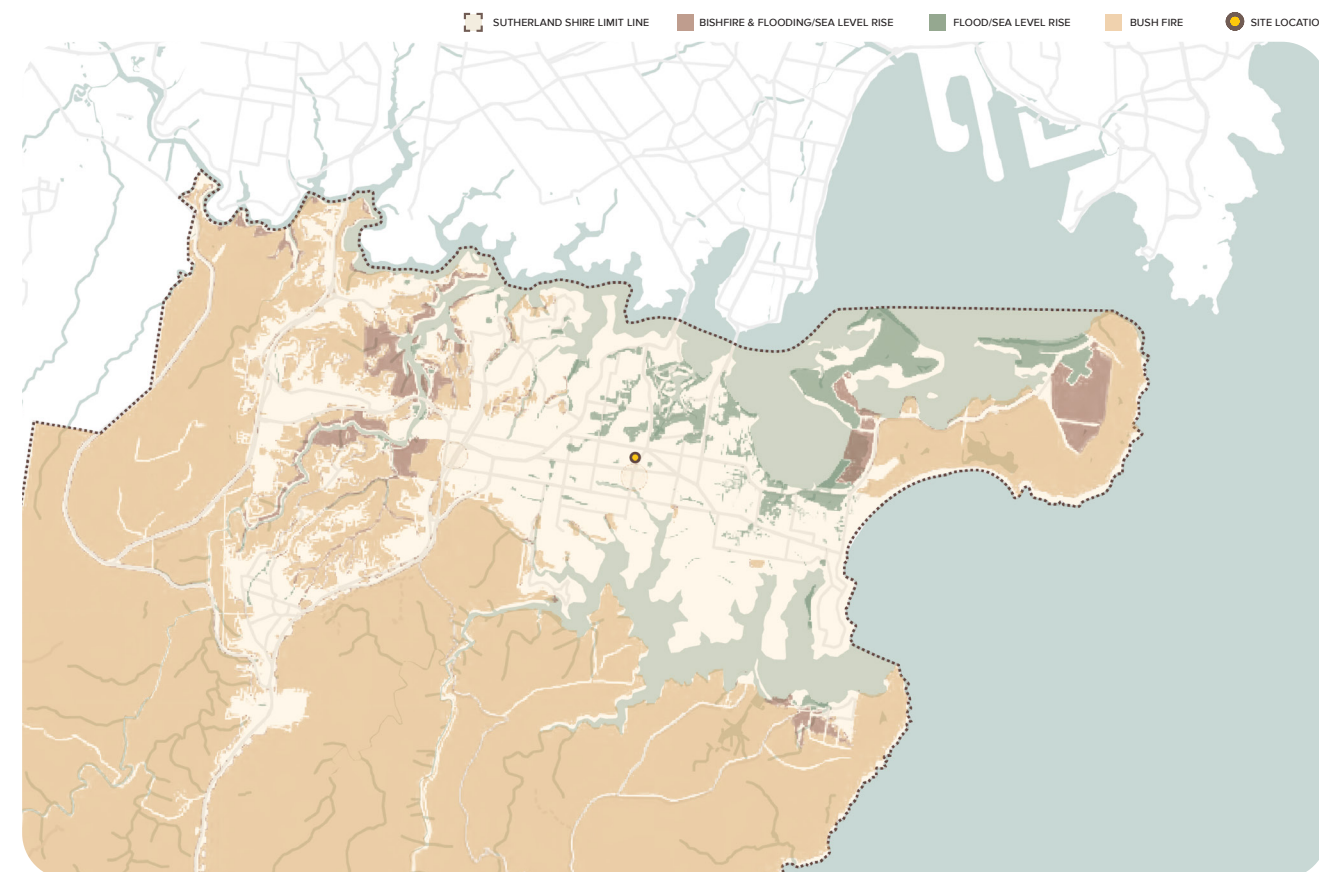 SUTHERLAND SHIRE LIMIT LINE
BISHFIRE & FLOODING/SEA LEVEL RISE
FLOOD/SEA LEVEL RISE
BUSH FIRE
SITE LOCATIO